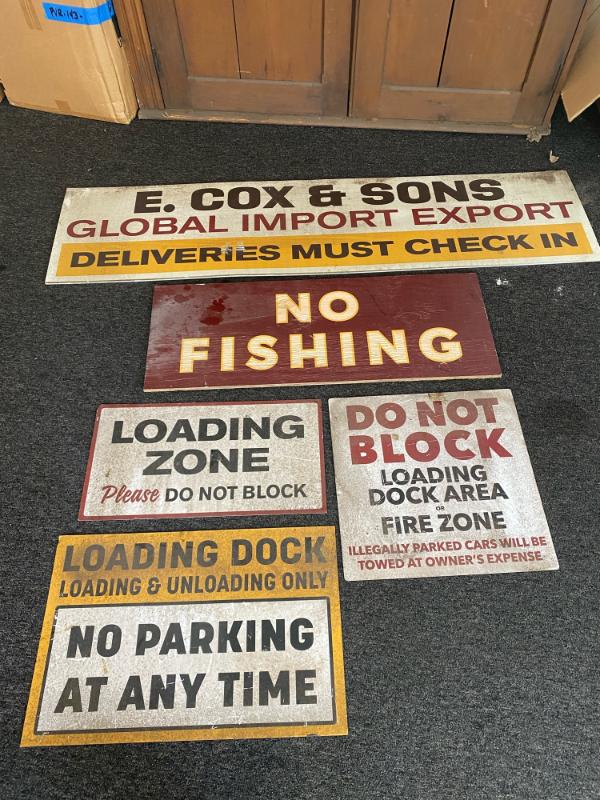 PVR-143-
E. COX & SONS
GLOBAL IMPORT EXPORT
DELIVERIES MUST CHECK IN
NO
FISHING
LOADING
ZONE
Please DO NOT BLOCK
DO NOT
BLOCK
LOADING
DOCK AREA
OR
FIRE ZONE
ILLEGALLY PARKED CARS WILL BE
TOWED AT OWNER'S EXPENSE
LOADING DOCK
LOADING & UNLOADING ONLY
NO PARKING
AT ANY TIME